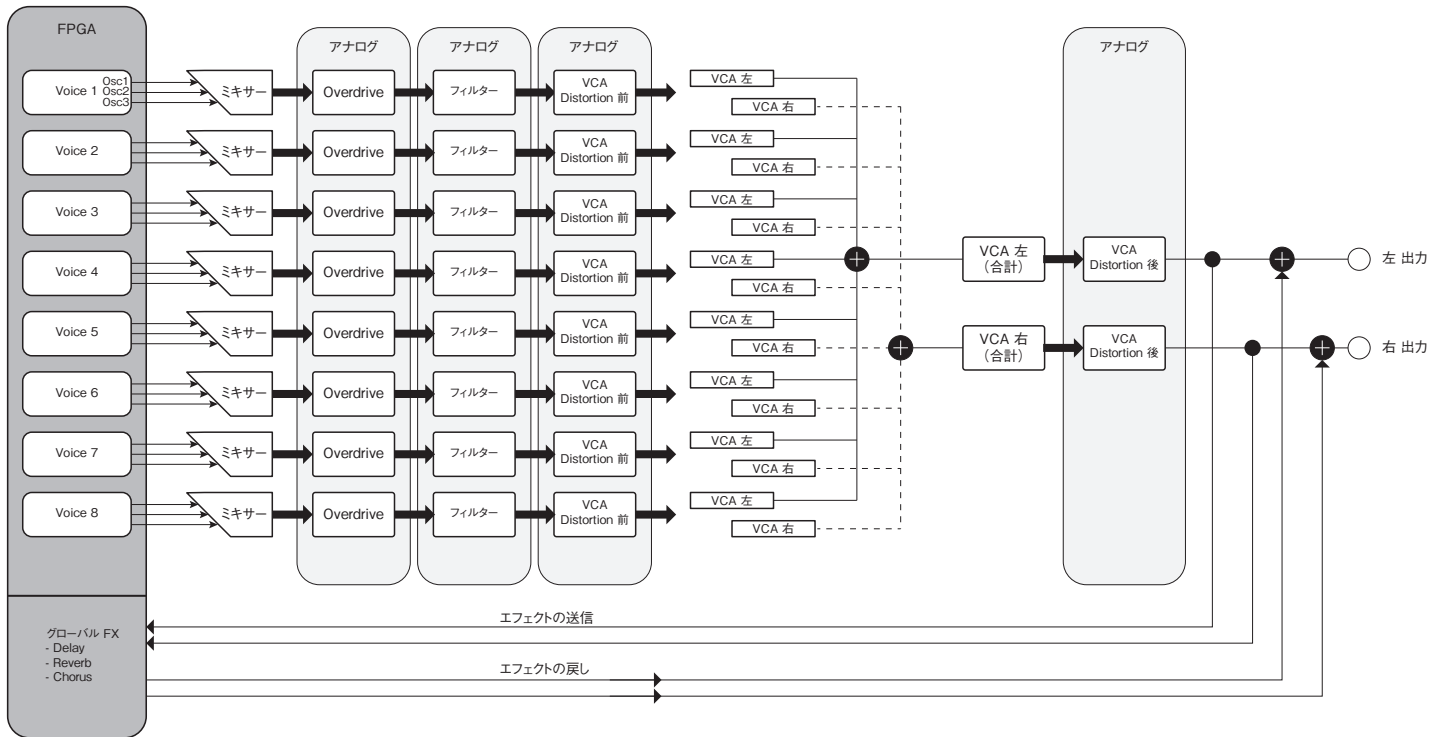 FPGA
アナログ
アナログ
アナログ
アナログ
Voice 1
Osc1
Osc2
Osc3
ミキサー
Overdrive
フィルター
VCA
Distortion 前
VCA 左
VCA 右
Voice 2
ミキサー
Overdrive
フィルター
VCA
Distortion 前
VCA 左
VCA 右
Voice 3
ミキサー
Overdrive
フィルター
VCA
Distortion 前
VCA 左
VCA 右
Voice 4
ミキサー
Overdrive
フィルター
VCA
Distortion 前
VCA 左
VCA 右
VCA 左
（合計）
VCA
Distortion 後
左 出力
Voice 5
ミキサー
Overdrive
フィルター
VCA
Distortion 前
VCA 左
VCA 右
VCA 右
（合計）
VCA
Distortion 後
右 出力
Voice 6
ミキサー
Overdrive
フィルター
VCA
Distortion 前
VCA 左
VCA 右
Voice 7
ミキサー
Overdrive
フィルター
VCA
Distortion 前
VCA 左
VCA 右
Voice 8
ミキサー
Overdrive
フィルター
VCA
Distortion 前
VCA 左
VCA 右
エフェクトの送信
グローバル FX
- Delay
- Reverb
- Chorus
エフェクトの戻し